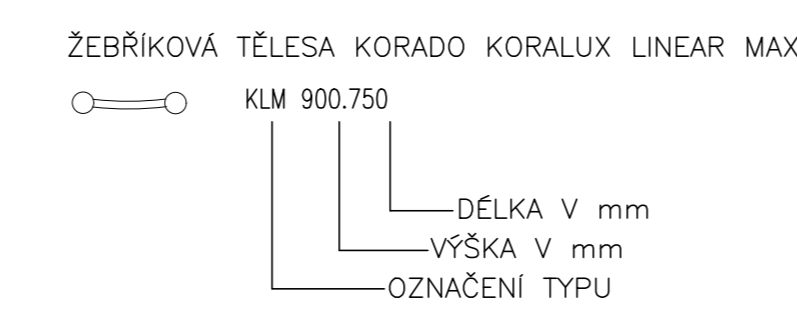 ŽEBŘÍKOVÁ TĚLESA KORADO KORALUX LINEAR MAX
KLM 900.750
DÉLKA V mm
VÝŠKA V mm
OZNAČENÍ TYPU